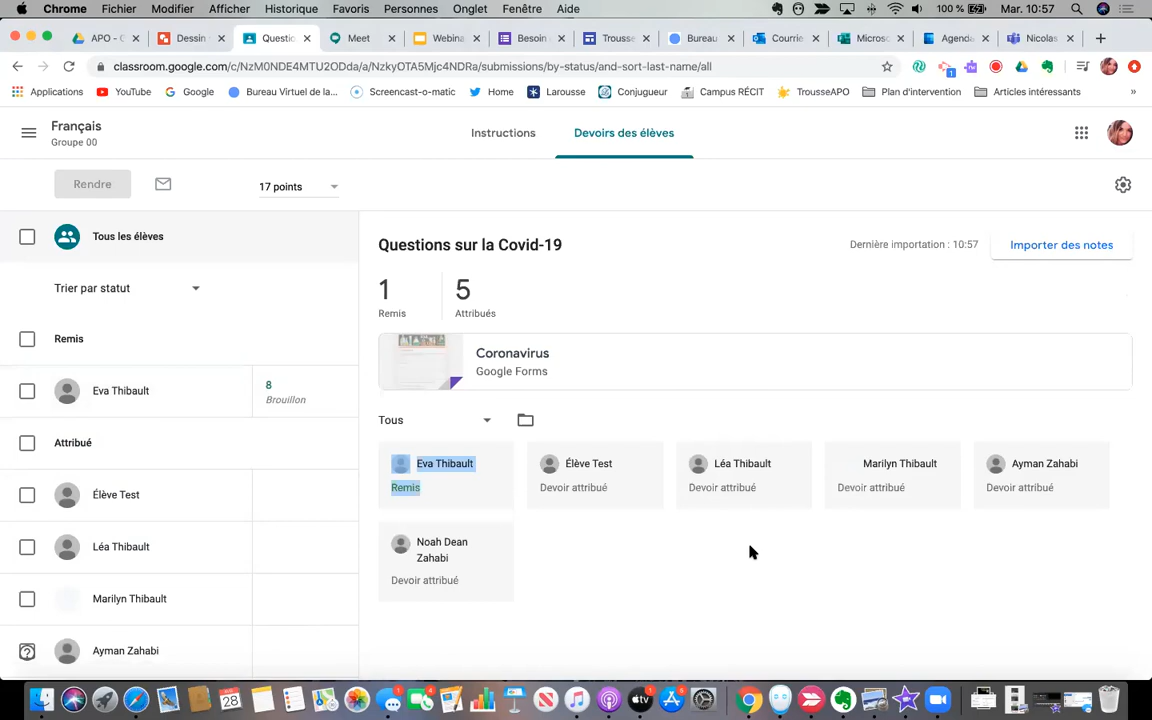 Chrome Fichier Modifier Afficher Historique Favoris Personnes Onglet Fenêtre Aide 100 % Mar. 10:57
APO - C Dessin Questio Meet Webina Besoin Trousse Bureau Courrie Microso Agenda Nicolas
classroom.google.com/c/NzM0NDE4MTU2ODda/a/NzkyOTA5Mjc4NDRa/submissions/by-status/and-sort-last-name/all
Applications YouTube Google Bureau Virtuel de la... Screencast-o-matic Home Larousse Conjugueur Campus RÉCIT TrousseAPO Plan d'intervention Articles intéressants »
Français
Groupe 00
Instructions Devoirs des élèves
Rendre 17 points
Tous les élèves
Trier par statut
Remis
Eva Thibault 8
Brouillon
Attribué
Élève Test
Léa Thibault
Marilyn Thibault
Ayman Zahabi
Questions sur la Covid-19 Dernière importation : 10:57 Importer des notes
1 5
Remis Attribués
Coronavirus
Google Forms
Tous
Eva Thibault Élève Test Léa Thibault Marilyn Thibault Ayman Zahabi
Remis Devoir attribué Devoir attribué Devoir attribué Devoir attribué
Noah Dean
Zahabi
Devoir attribué